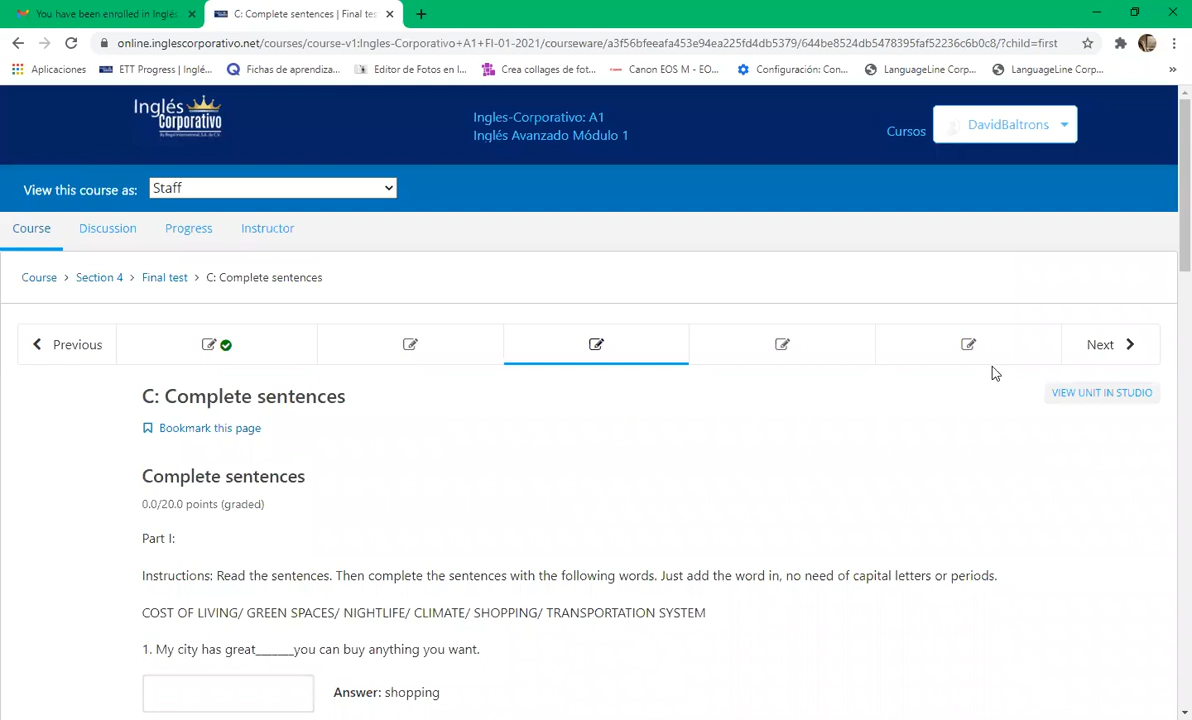 You have been enrolled in Inglés
C: Complete sentences | Final tes
online.inglescorporativo.net/courses/course-v1:Ingles-Corporativo+A1+FI-01-2021/courseware/a3f56bfeeafa453e94ea225fd4db5379/644be8524db5478395faf52236c6b0c8/?child=first
Aplicaciones
ETT Progress | Inglé...
Fichas de aprendiza...
Editor de Fotos en l...
Crea collages de fot...
Canon EOS M - EO...
Configuración: Con...
LanguageLine Corp...
LanguageLine Corp...
»
Inglés
Corporativo
Ingles-Corporativo: A1
Inglés Avanzado Módulo 1
Cursos
DavidBaltrons
View this course as:
Staff
Course
Discussion
Progress
Instructor
Course > Section 4 > Final test > C: Complete sentences
Previous
Next
VIEW UNIT IN STUDIO
C: Complete sentences
Bookmark this page
Complete sentences
0.0/20.0 points (graded)
Part I:
Instructions: Read the sentences. Then complete the sentences with the following words. Just add the word in, no need of capital letters or periods.
COST OF LIVING/ GREEN SPACES/ NIGHTLIFE/ CLIMATE/ SHOPPING/ TRANSPORTATION SYSTEM
1. My city has great______you can buy anything you want.
Answer: shopping